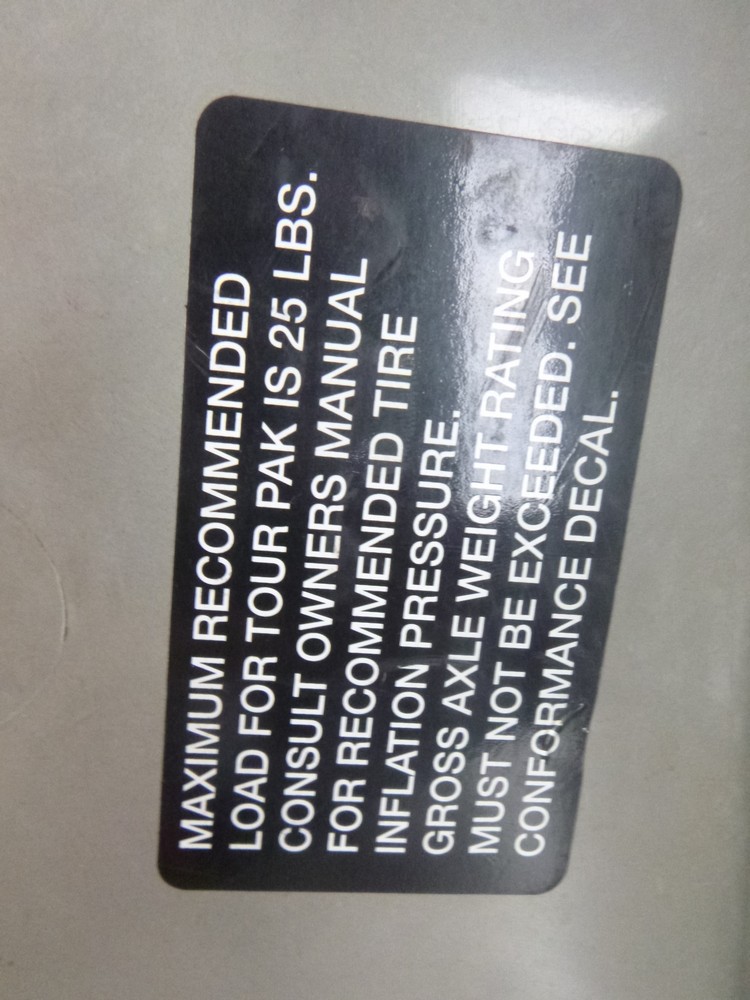 MAXIMUM RECOMMENDED
LOAD FOR TOUR PAK IS 25 LBS.
CONSULT OWNERS MANUAL
FOR RECOMMENDED TIRE
INFLATION PRESSURE.
GROSS AXLE WEIGHT RATING
MUST NOT BE EXCEEDED. SEE
CONFORMANCE DECAL.